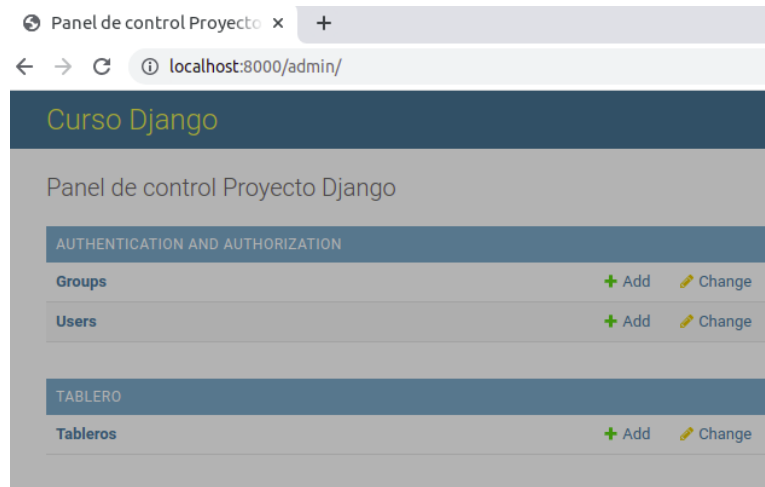 Panel de control Proyecto
localhost:8000/admin/
Curso Django
Panel de control Proyecto Django
AUTHENTICATION AND AUTHORIZATION
Groups Add Change
Users Add Change
TABLERO
Tableros Add Change